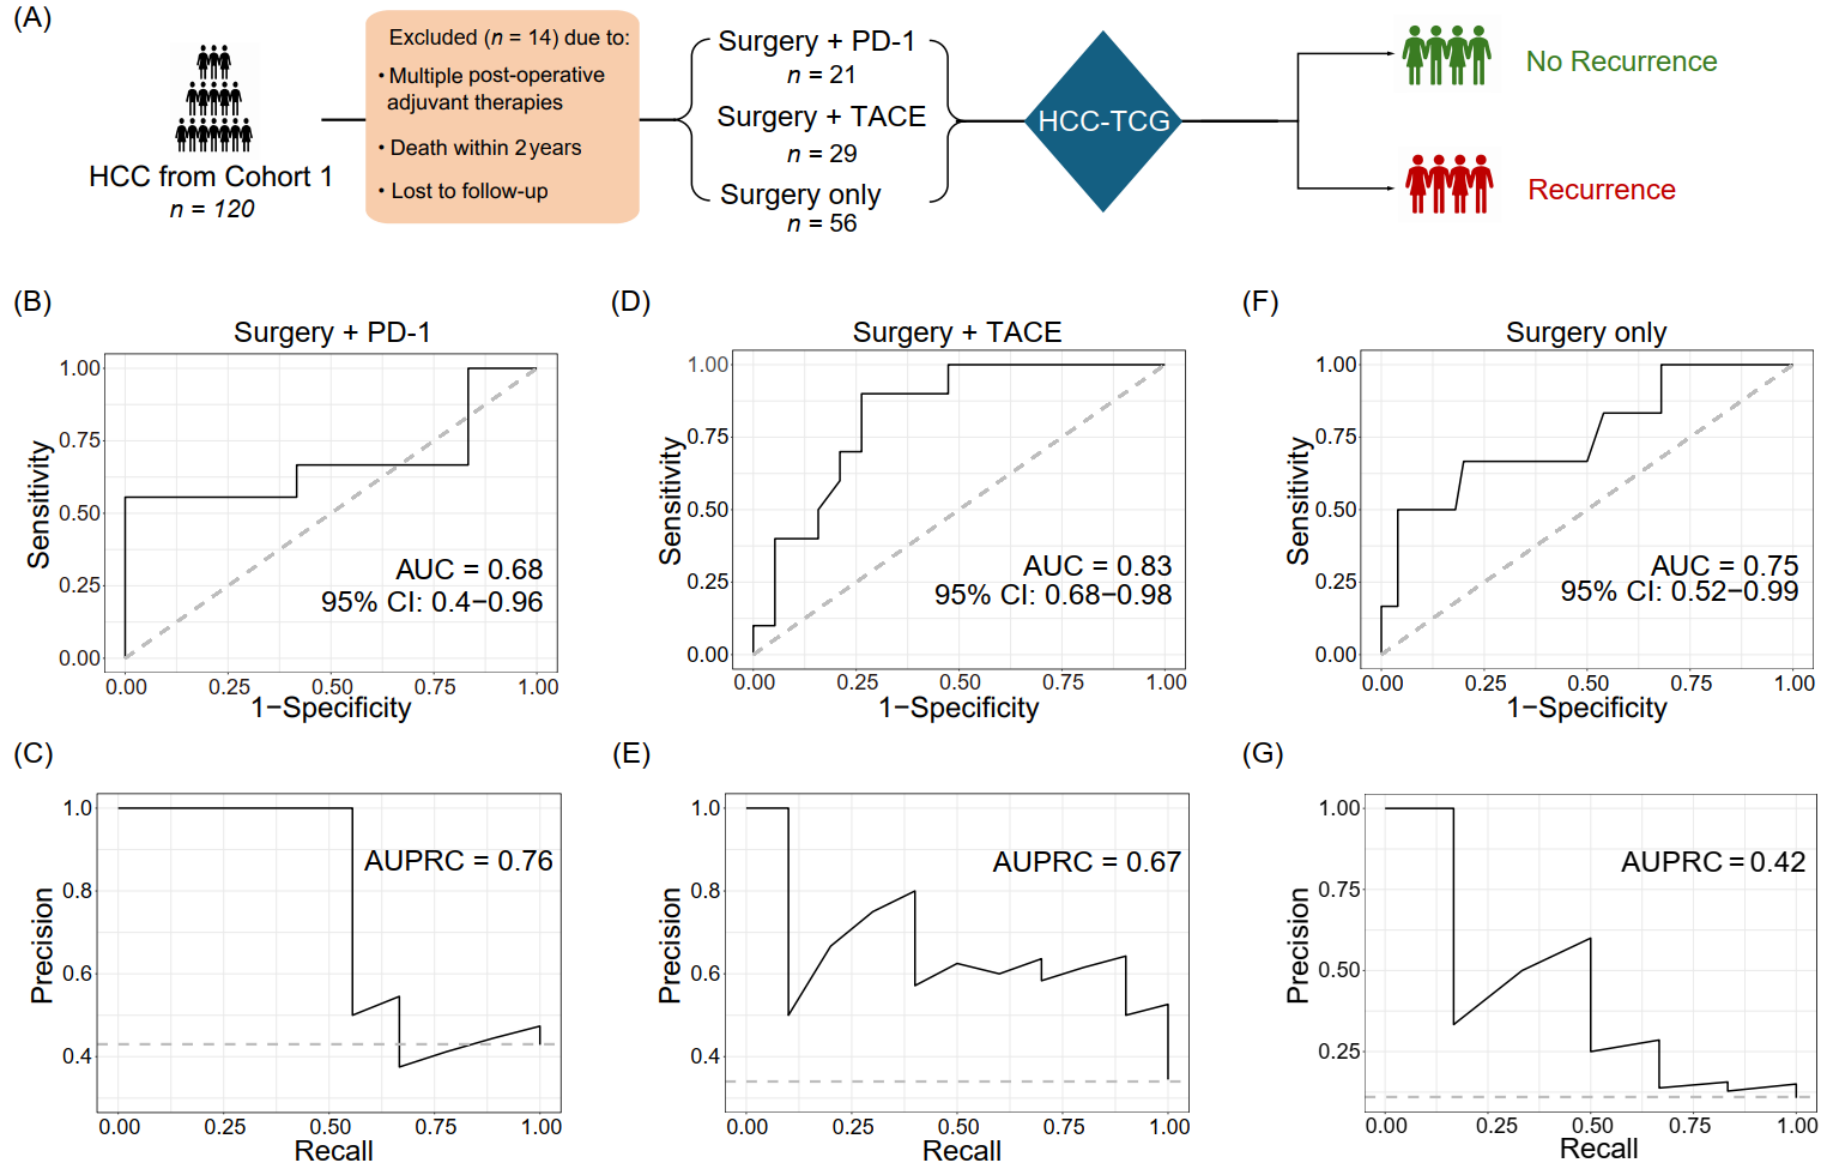 (A)
HCC from Cohort 1
n = 120
Excluded (n = 14) due to:
• Multiple post-operative
adjuvant therapies
• Death within 2 years
• Lost to follow-up
Surgery + PD-1
n = 21
Surgery + TACE
n = 29
Surgery only
n = 56
HCC-TCG
No Recurrence
Recurrence
(B)
Surgery + PD-1
Sensitivity
1.00
0.75
0.50
0.25
0.00
AUC = 0.68
95% CI: 0.4−0.96
0.00 0.25 0.50 0.75 1.00
1−Specificity
(D)
Surgery + TACE
Sensitivity
1.00
0.75
0.50
0.25
0.00
AUC = 0.83
95% CI: 0.68−0.98
0.00 0.25 0.50 0.75 1.00
1−Specificity
(F)
Surgery only
Sensitivity
1.00
0.75
0.50
0.25
0.00
AUC = 0.75
95% CI: 0.52−0.99
0.00 0.25 0.50 0.75 1.00
1−Specificity
(C)
Precision
1.0
0.8
0.6
0.4
AUPRC = 0.76
0.00 0.25 0.50 0.75 1.00
Recall
(E)
Precision
1.0
0.8
0.6
0.4
AUPRC = 0.67
0.00 0.25 0.50 0.75 1.00
Recall
(G)
Precision
1.00
0.75
0.50
0.25
AUPRC = 0.42
0.00 0.25 0.50 0.75 1.00
Recall